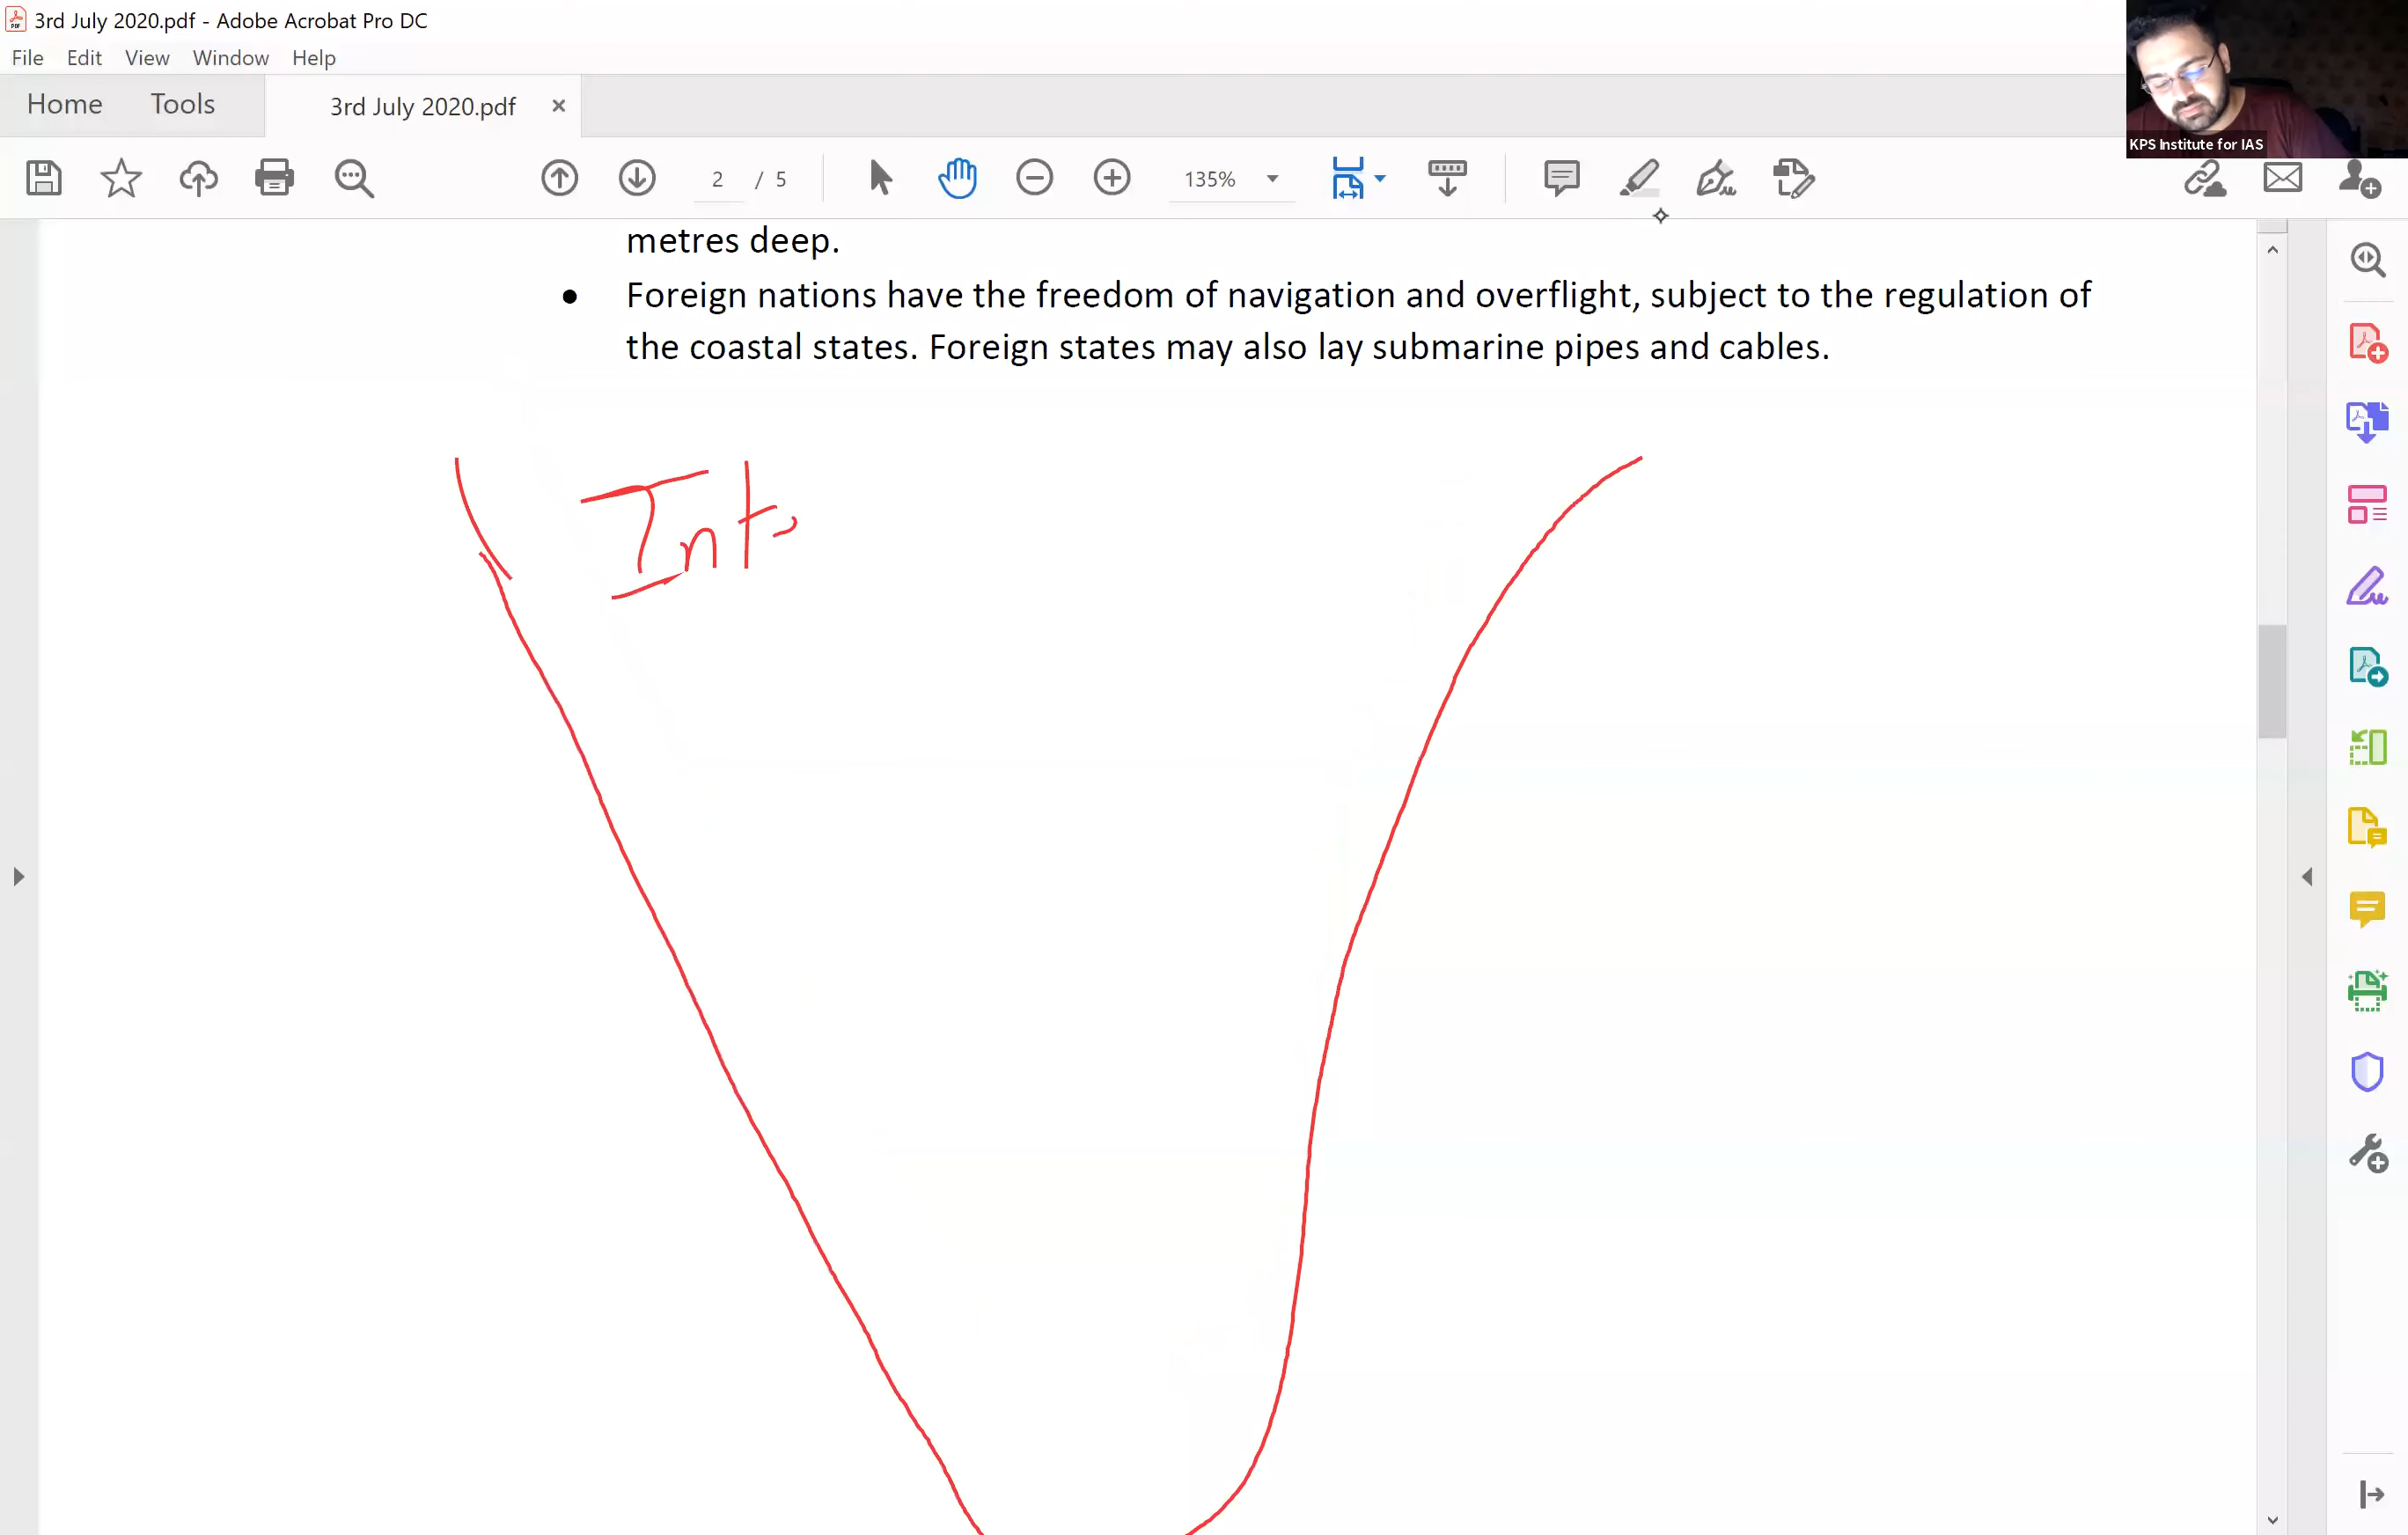 3rd July 2020.pdf - Adobe Acrobat Pro DC
File Edit View Window Help
Home Tools 3rd July 2020.pdf ×
2 / 5 135%
KPS Institute for IAS
metres deep.
• Foreign nations have the freedom of navigation and overflight, subject to the regulation of
the coastal states. Foreign states may also lay submarine pipes and cables.
Int